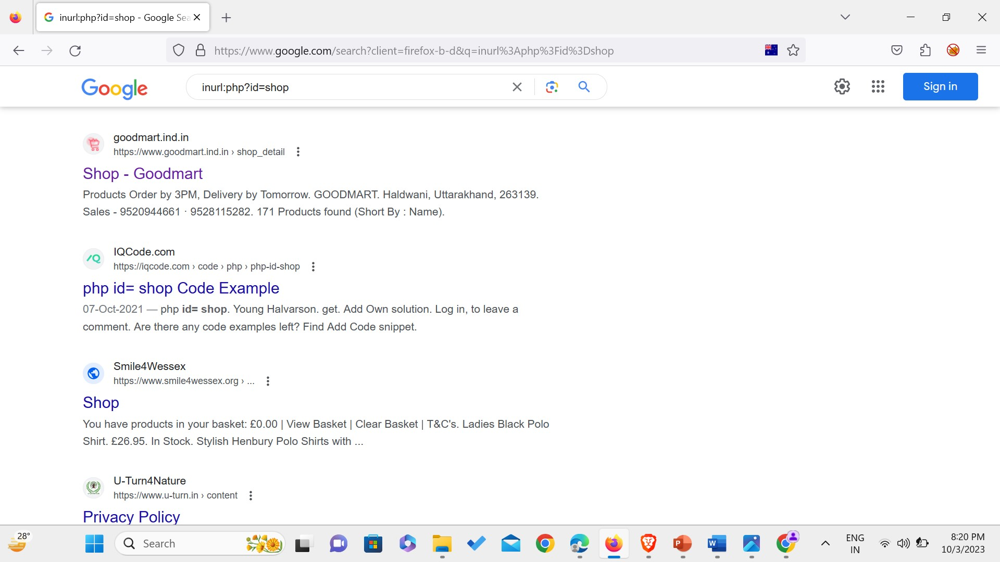 inurl:php?id=shop - Google Sea
https://www.google.com/search?client=firefox-b-d&q=inurl%3Aphp%3Fid%3Dshop
Google
inurl:php?id=shop
Sign in
goodmart.ind.in
https://www.goodmart.ind.in › shop_detail
Shop - Goodmart
Products Order by 3PM, Delivery by Tomorrow. GOODMART. Haldwani, Uttarakhand, 263139.
Sales - 9520944661 · 9528115282. 171 Products found (Short By : Name).
IQCode.com
https://iqcode.com › code › php › php-id-shop
php id= shop Code Example
07-Oct-2021 — php id= shop. Young Halvarson. get. Add Own solution. Log in, to leave a
comment. Are there any code examples left? Find Add Code snippet.
Smile4Wessex
https://www.smile4wessex.org › ...
Shop
You have products in your basket: £0.00 | View Basket | Clear Basket | T&C's. Ladies Black Polo
Shirt. £26.95. In Stock. Stylish Henbury Polo Shirts with ...
U-Turn4Nature
https://www.u-turn.in › content
Privacy Policy
28°
Search
ENG
IN
8:20 PM
10/3/2023